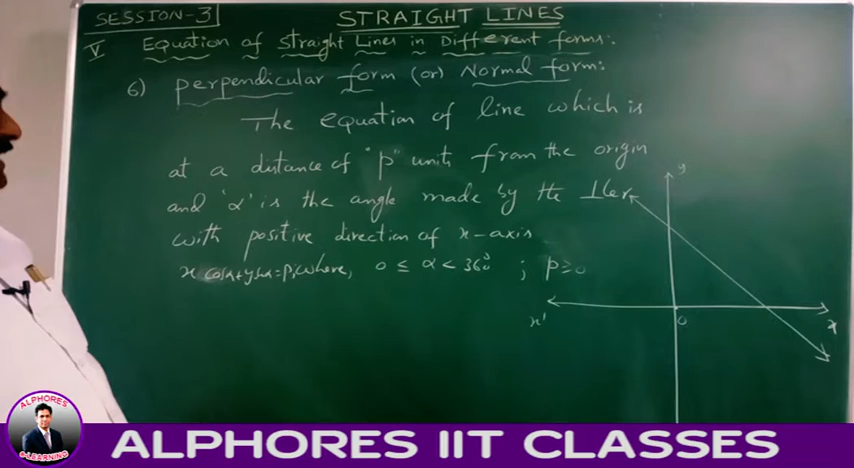 SESSION-3
STRAIGHT LINES
V Equation of straight Lines in Different forms:
6) perpendicular form (or) Normal form:
The equation of line which is
at a distance of "p" units from the origin
and 'α' is the angle made by the ⊥ler
with positive direction of x-axis
x cosα+ysinα=p, where, 0 ≤ α < 360° ; p≥0
y
x'
0
x
ALPHORES
e-LEARNING
ALPHORES IIT CLASSES